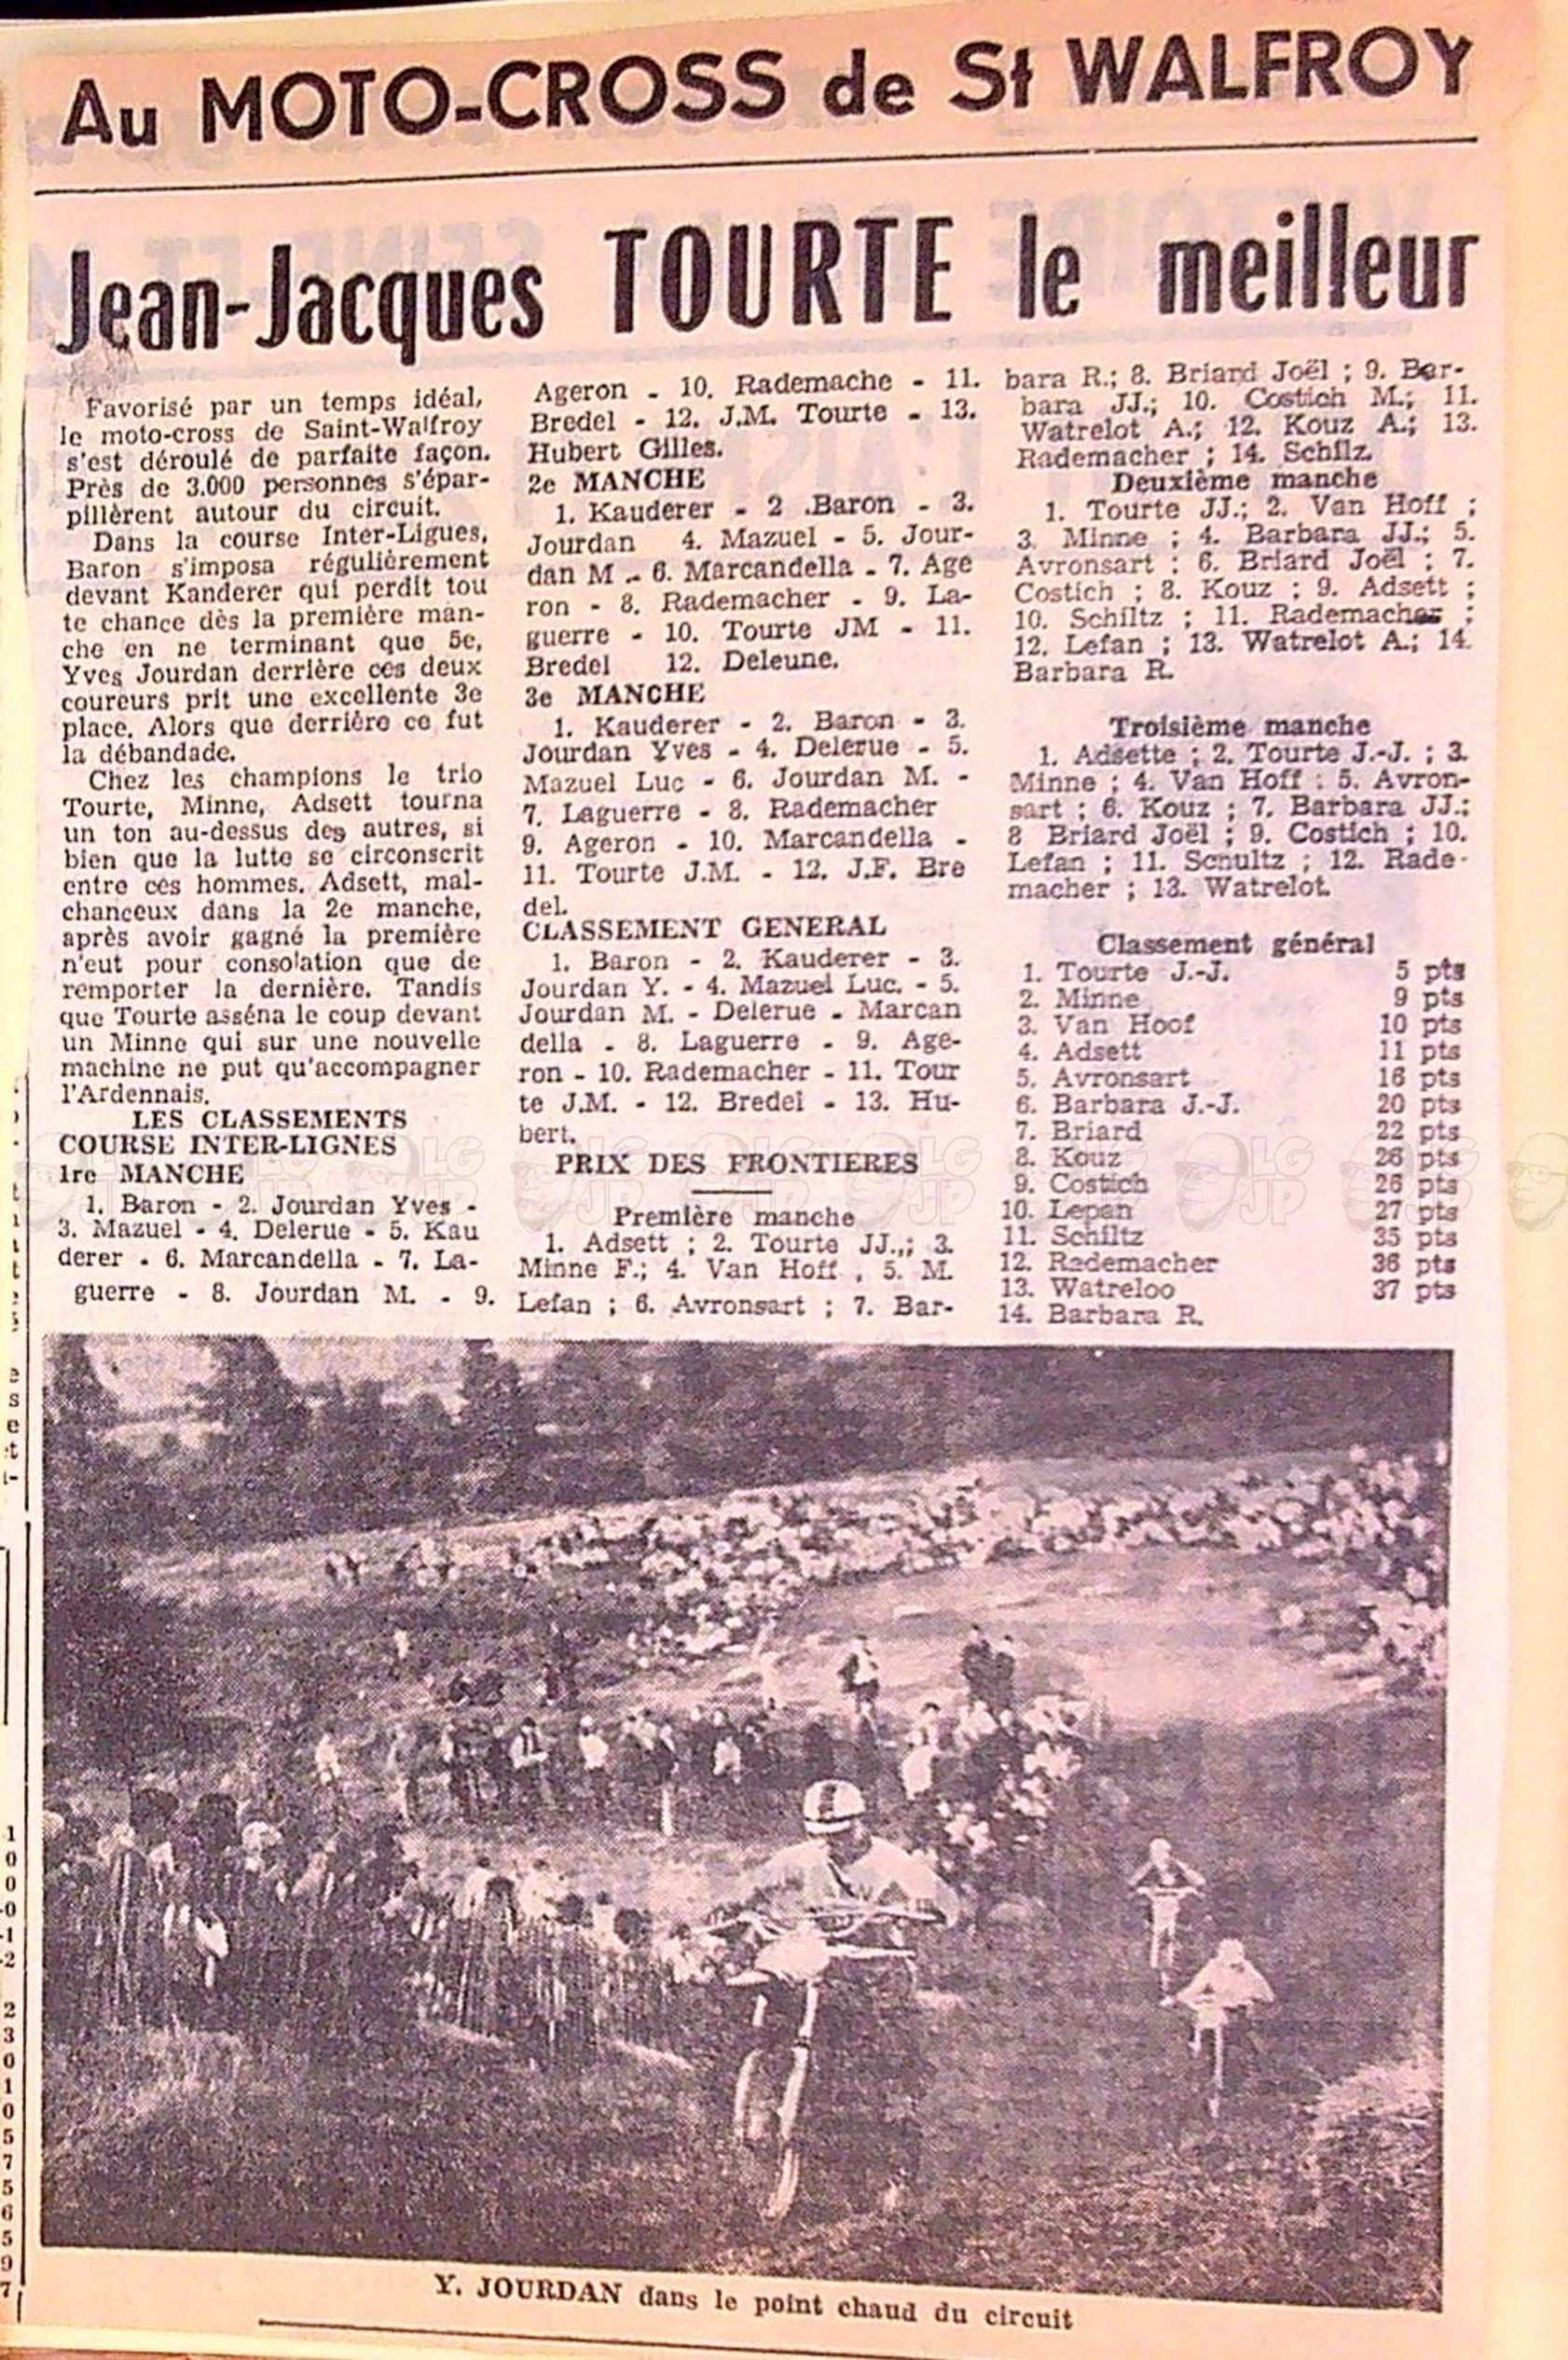 Au MOTO-CROSS de St WALFROY
Jean-Jacques TOURTE le meilleur
Favorisé par un temps idéal,
le moto-cross de Saint-Walfroy
s'est déroulé de parfaite façon.
Près de 3.000 personnes s'épar-
pillèrent autour du circuit.
Dans la course Inter-Ligues,
Baron s'imposa régulièrement
devant Kanderer qui perdit tou
te chance dès la première man-
che en ne terminant que 5e,
Yves Jourdan derrière ces deux
coureurs prit une excellente 3e
place. Alors que derrière ce fut
la débandade.
Chez les champions le trio
Tourte, Minne, Adsett tourna
un ton au-dessus des autres, si
bien que la lutte se circonscrit
entre ces hommes. Adsett, mal-
chanceux dans la 2e manche,
après avoir gagné la première
n'eut pour consolation que de
remporter la dernière. Tandis
que Tourte asséna le coup devant
un Minne qui sur une nouvelle
machine ne put qu'accompagner
l'Ardennais.
LES CLASSEMENTS
COURSE INTER-LIGNES
1re MANCHE
1. Baron - 2. Jourdan Yves -
3. Mazuel - 4. Delerue - 5. Kau
derer - 6. Marcandella - 7. La-
guerre - 8. Jourdan M. - 9.
Ageron - 10. Rademache - 11.
Bredel - 12. J.M. Tourte - 13.
Hubert Gilles.
2e MANCHE
1. Kauderer - 2 .Baron - 3.
Jourdan 4. Mazuel - 5. Jour-
dan M - 6. Marcandella - 7. Age
ron - 8. Rademacher - 9. La-
guerre - 10. Tourte JM - 11.
Bredel 12. Deleune.
3e MANCHE
1. Kauderer - 2. Baron - 3.
Jourdan Yves - 4. Delerue - 5.
Mazuel Luc - 6. Jourdan M. -
7. Laguerre - 8. Rademacher
9. Ageron - 10. Marcandella -
11. Tourte J.M. - 12. J.F. Bre
del.
CLASSEMENT GENERAL
1. Baron - 2. Kauderer - 3.
Jourdan Y. - 4. Mazuel Luc. - 5.
Jourdan M. - Delerue - Marcan
della - 8. Laguerre - 9. Age-
ron - 10. Rademacher - 11. Tour
te J.M. - 12. Bredel - 13. Hu-
bert.
PRIX DES FRONTIERES
Première manche
1. Adsett ; 2. Tourte JJ.,; 3.
Minne F.; 4. Van Hoff , 5. M.
Lefan ; 6. Avronsart ; 7. Bar-
bara R.; 8. Briard Joël ; 9. Bar-
bara JJ.; 10. Costich M.; 11.
Watrelot A.; 12. Kouz A.; 13.
Rademacher ; 14. Schilz.
Deuxième manche
1. Tourte JJ.; 2. Van Hoff ;
3. Minne ; 4. Barbara JJ.; 5.
Avronsart ; 6. Briard Joël ; 7.
Costich ; 8. Kouz ; 9. Adsett ;
10. Schiltz ; 11. Rademacher ;
12. Lefan ; 13. Watrelot A.; 14.
Barbara R.
Troisième manche
1. Adsette ; 2. Tourte J.-J. ; 3.
Minne ; 4. Van Hoff : 5. Avron-
sart ; 6. Kouz ; 7. Barbara JJ.;
8 Briard Joël ; 9. Costich ; 10.
Lefan ; 11. Schultz ; 12. Rade-
macher ; 13. Watrelot.
Classement général
1. Tourte J.-J. 5 pts
2. Minne 9 pts
3. Van Hoof 10 pts
4. Adsett 11 pts
5. Avronsart 16 pts
6. Barbara J.-J. 20 pts
7. Briard 22 pts
8. Kouz 26 pts
9. Costich 26 pts
10. Lepan 27 pts
11. Schiltz 35 pts
12. Rademacher 36 pts
13. Watreloo 37 pts
14. Barbara R.
Y. JOURDAN dans le point chaud du circuit
LG JP